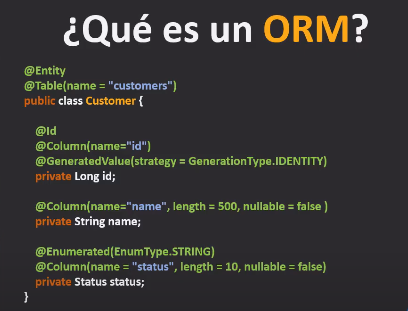 ¿Qué es un ORM?
@Entity
@Table(name = "customers")
public class Customer {
@Id
@Column(name="id")
@GeneratedValue(strategy = GenerationType.IDENTITY)
private Long id;
@Column(name="name", length = 500, nullable = false )
private String name;
@Enumerated(EnumType.STRING)
@Column(name = "status", length = 10, nullable = false)
private Status status;
}